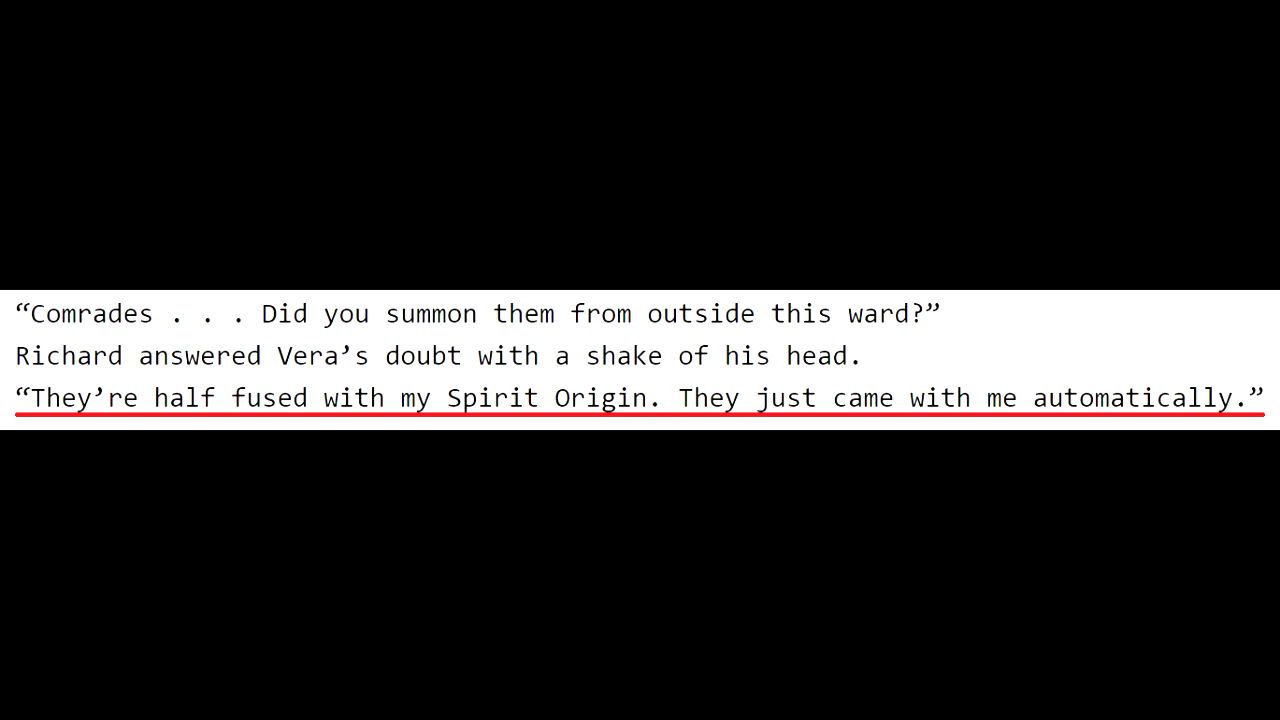 “Comrades . . . Did you summon them from outside this ward?”
Richard answered Vera’s doubt with a shake of his head.
“They’re half fused with my Spirit Origin. They just came with me automatically.”